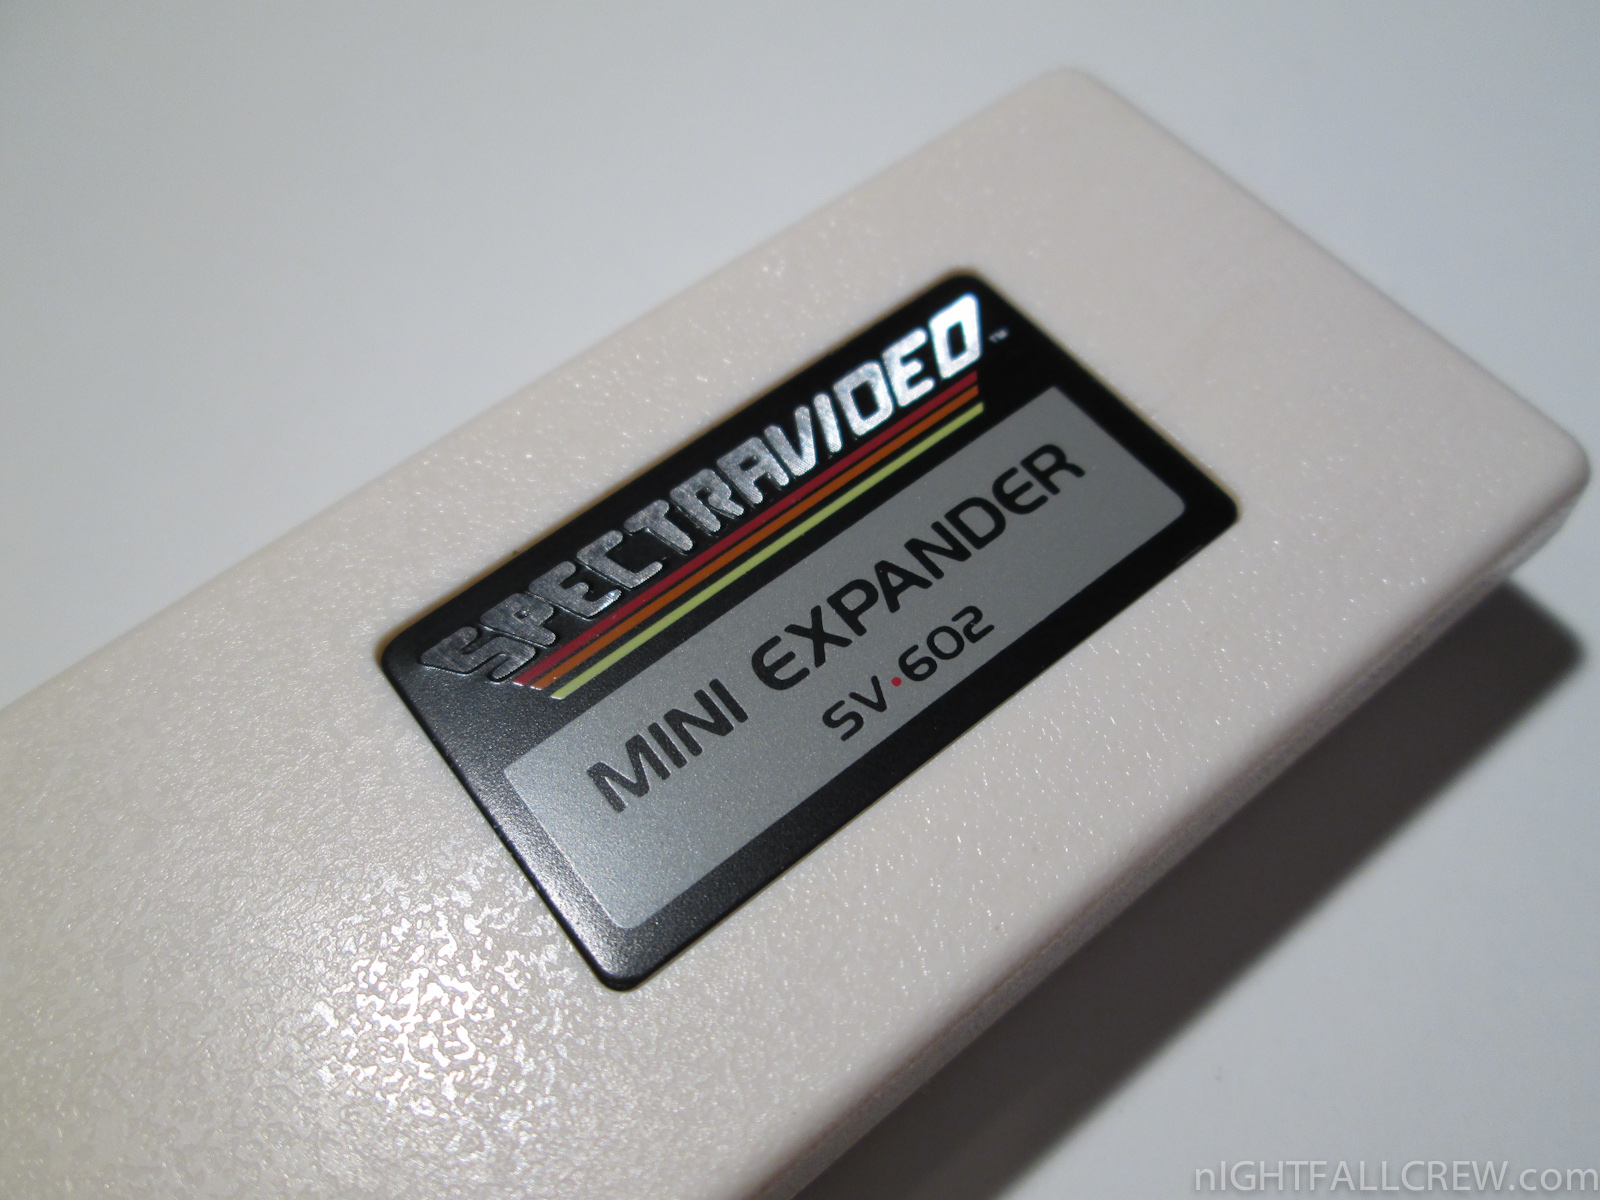 SPECTRAVIDEO™
MINI EXPANDER
SV·602
nIGHTFALLCREW.com